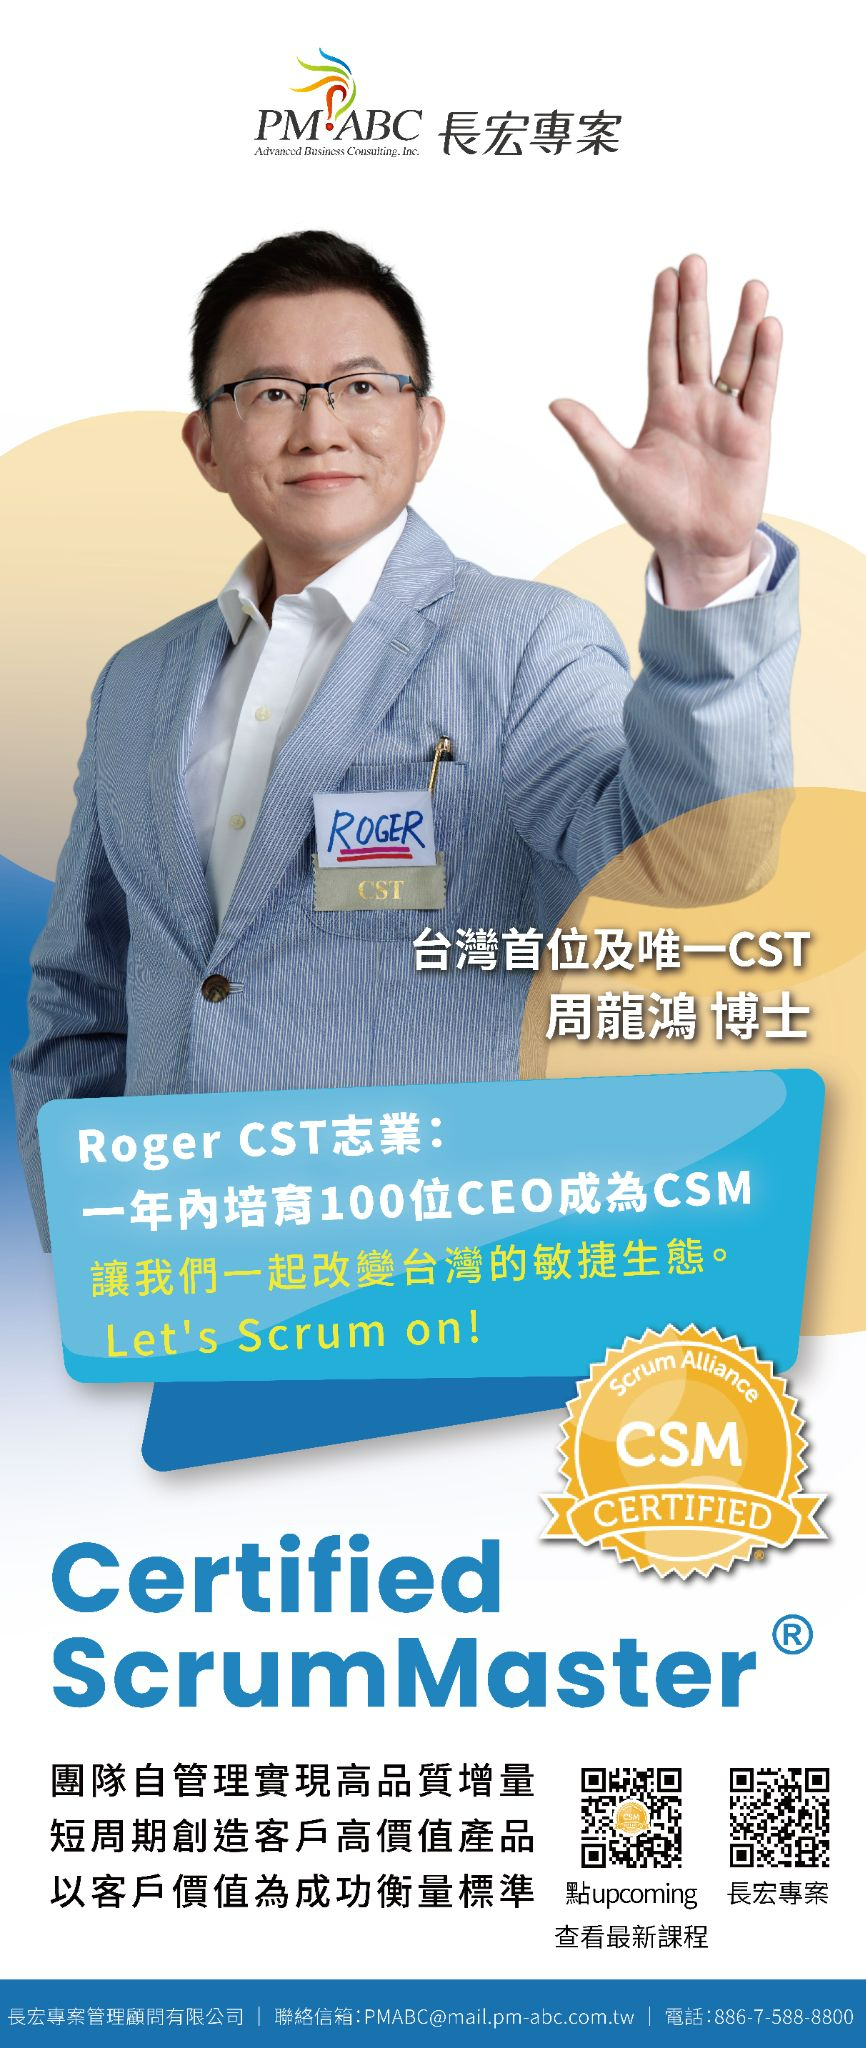 PM ABC 長宏專案
Advanced Business Consulting. Inc.
ROGER
CST
台灣首位及唯一CST
周龍鴻 博士
Roger CST志業：
一年內培育100位CEO成為CSM
讓我們一起改變台灣的敏捷生態。
Let's Scrum on!
Scrum Alliance
CSM
CERTIFIED
®
Certified
ScrumMaster®
團隊自管理實現高品質增量
短周期創造客戶高價值產品
以客戶價值為成功衡量標準
CSM
點upcoming
查看最新課程
長宏專案
長宏專案管理顧問有限公司｜聯絡信箱：PMABC@mail.pm-abc.com.tw｜電話：886-7-588-8800